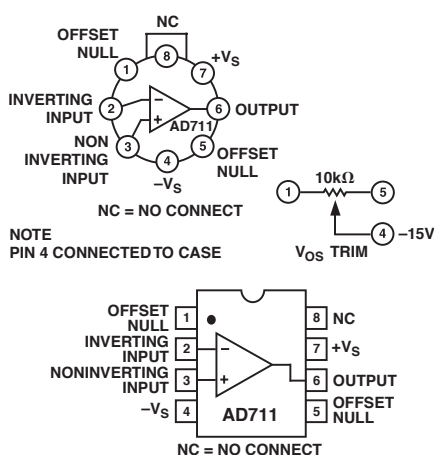 NC
OFFSET
NULL
8
+VS
1
7
INVERTING
INPUT
2
−
+
AD711
6
OUTPUT
NON
INVERTING
INPUT
3
4
5
OFFSET
NULL
−VS
NC = NO CONNECT
NOTE
PIN 4 CONNECTED TO CASE
10kΩ
1
5
4
−15V
VOS TRIM
OFFSET
NULL
1
8
NC
INVERTING
INPUT
2
−
7
+VS
NONINVERTING
INPUT
3
+
6
OUTPUT
−VS
4
AD711
5
OFFSET
NULL
NC = NO CONNECT